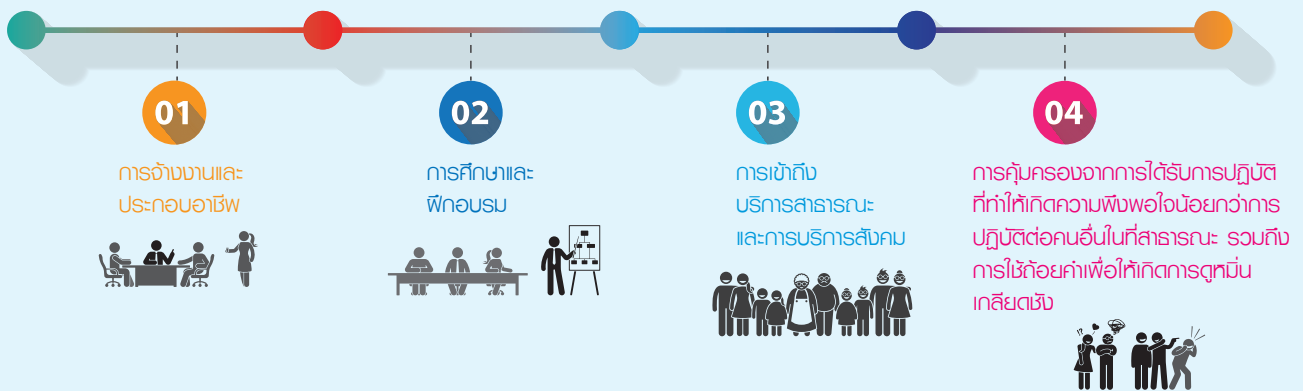 01
การจ้างงานและ
ประกอบอาชีพ
02
การศึกษาและ
ฝึกอบรม
03
การเข้าถึง
บริการสาธารณะ
และการบริการสังคม
04
การคุ้มครองจากการได้รับการปฏิบัติ
ที่ทำให้เกิดความพึงพอใจน้อยกว่าการ
ปฏิบัติต่อคนอื่นในที่สาธารณะ รวมถึง
การใช้ถ้อยคำเพื่อให้เกิดการดูหมิ่น
เกลียดชัง